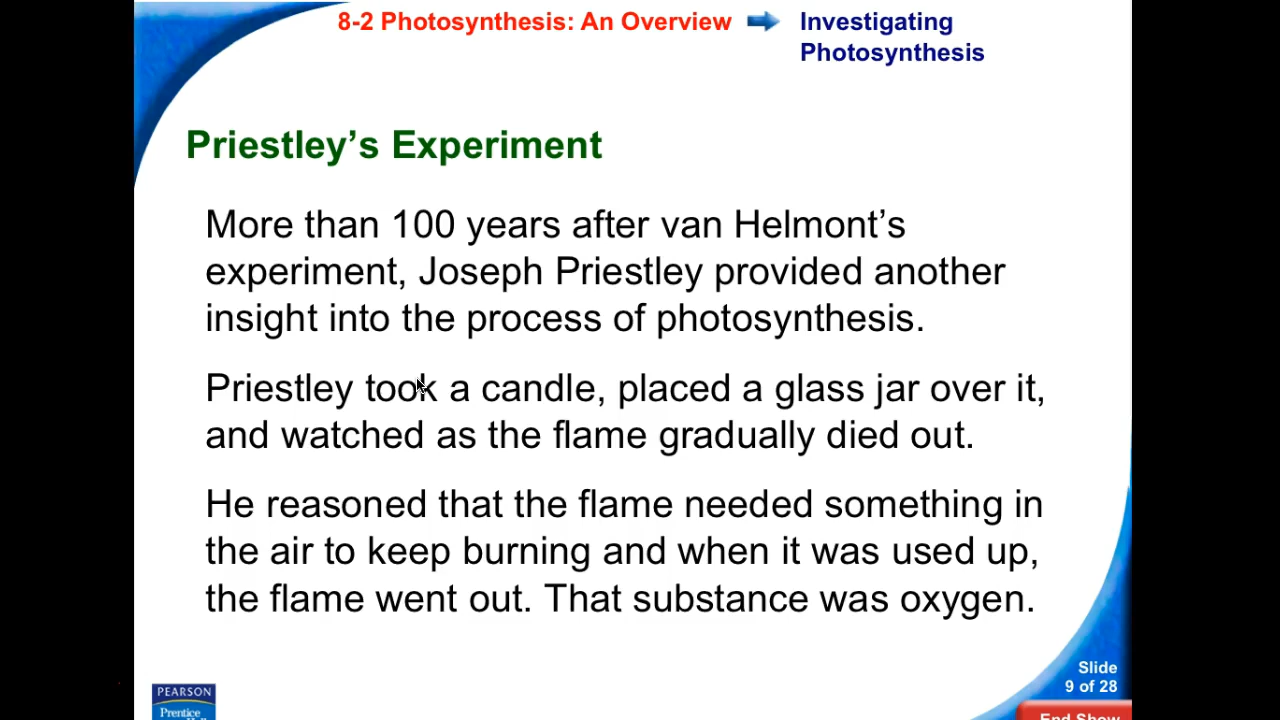 8-2 Photosynthesis: An Overview
Investigating
Photosynthesis
Priestley’s Experiment
More than 100 years after van Helmont’s
experiment, Joseph Priestley provided another
insight into the process of photosynthesis.
Priestley took a candle, placed a glass jar over it,
and watched as the flame gradually died out.
He reasoned that the flame needed something in
the air to keep burning and when it was used up,
the flame went out. That substance was oxygen.
Slide
9 of 28
PEARSON
Prentice
End Show